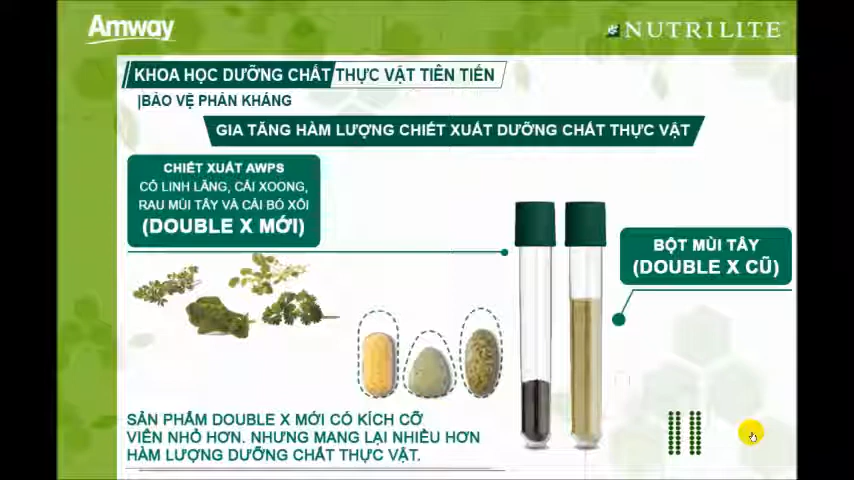 Amway
NUTRILITE
KHOA HỌC DƯỠNG CHẤT THỰC VẬT TIÊN TIẾN
|BẢO VỆ PHẢN KHÁNG
GIA TĂNG HÀM LƯỢNG CHIẾT XUẤT DƯỠNG CHẤT THỰC VẬT
CHIẾT XUẤT AWPS
CỎ LINH LĂNG, CẢI XOONG,
RAU MÙI TÂY VÀ CẢI BÓ XÔI
(DOUBLE X MỚI)
BỘT MÙI TÂY
(DOUBLE X CŨ)
SẢN PHẨM DOUBLE X MỚI CÓ KÍCH CỠ
VIÊN NHỎ HƠN. NHƯNG MANG LẠI NHIỀU HƠN
HÀM LƯỢNG DƯỠNG CHẤT THỰC VẬT.